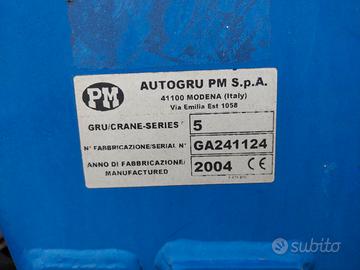 PM
AUTOGRU PM S.p.A.
41100 MODENA (Italy)
Via Emilia Est 1058
GRU/CRANE-SERIES 5
N° FABBRICAZIONE/SERIAL N° GA241124
ANNO DI FABBRICAZIONE/ 2004 CE
MANUFACTURED
subito